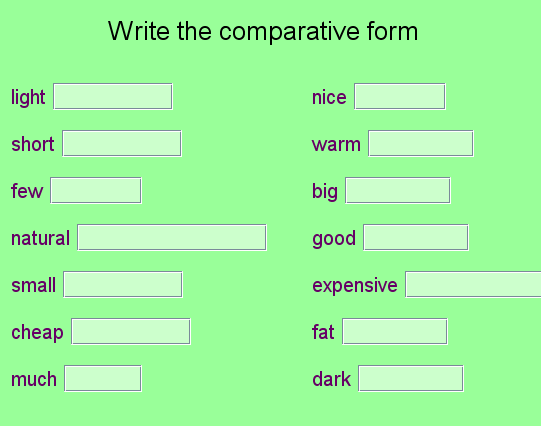 Write the comparative form
light
nice
short
warm
few
big
natural
good
small
expensive
cheap
fat
much
dark